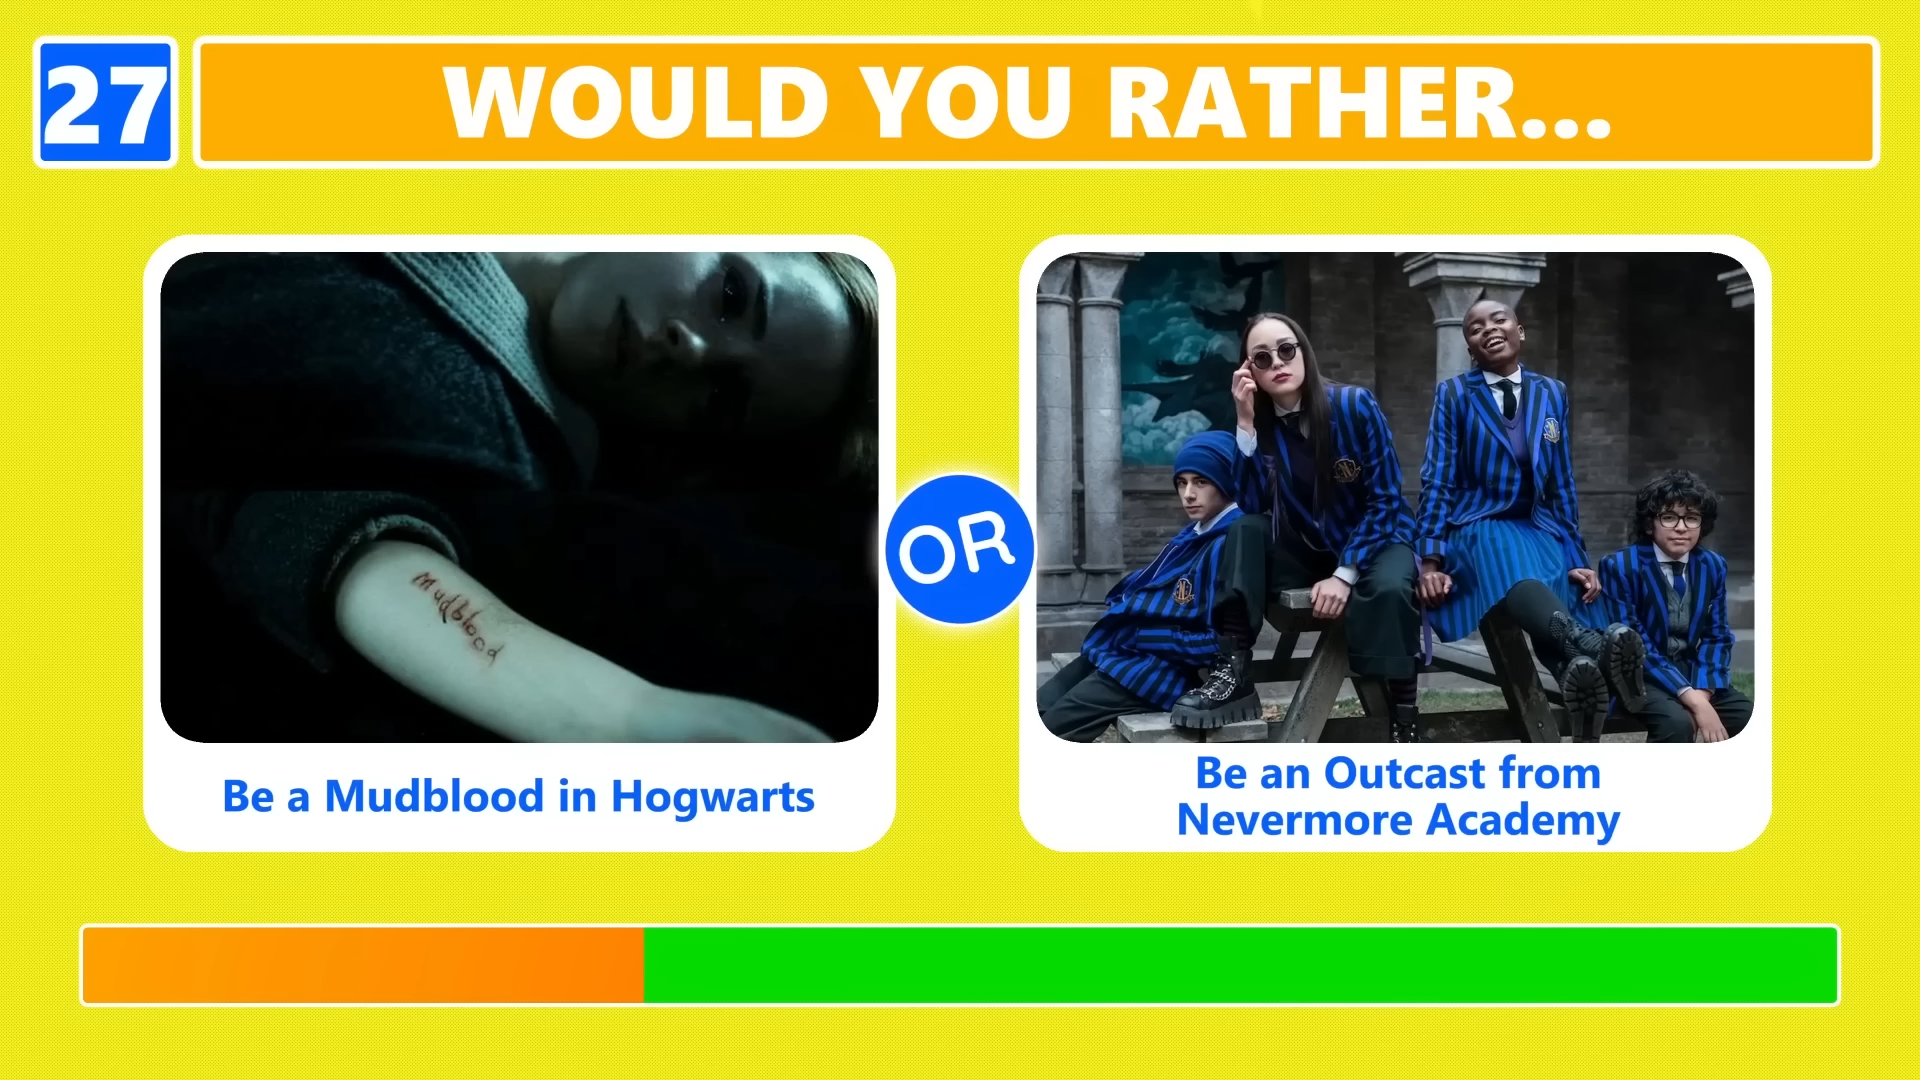 27
WOULD YOU RATHER...
Mudblood
OR
Be a Mudblood in Hogwarts
Be an Outcast from
Nevermore Academy